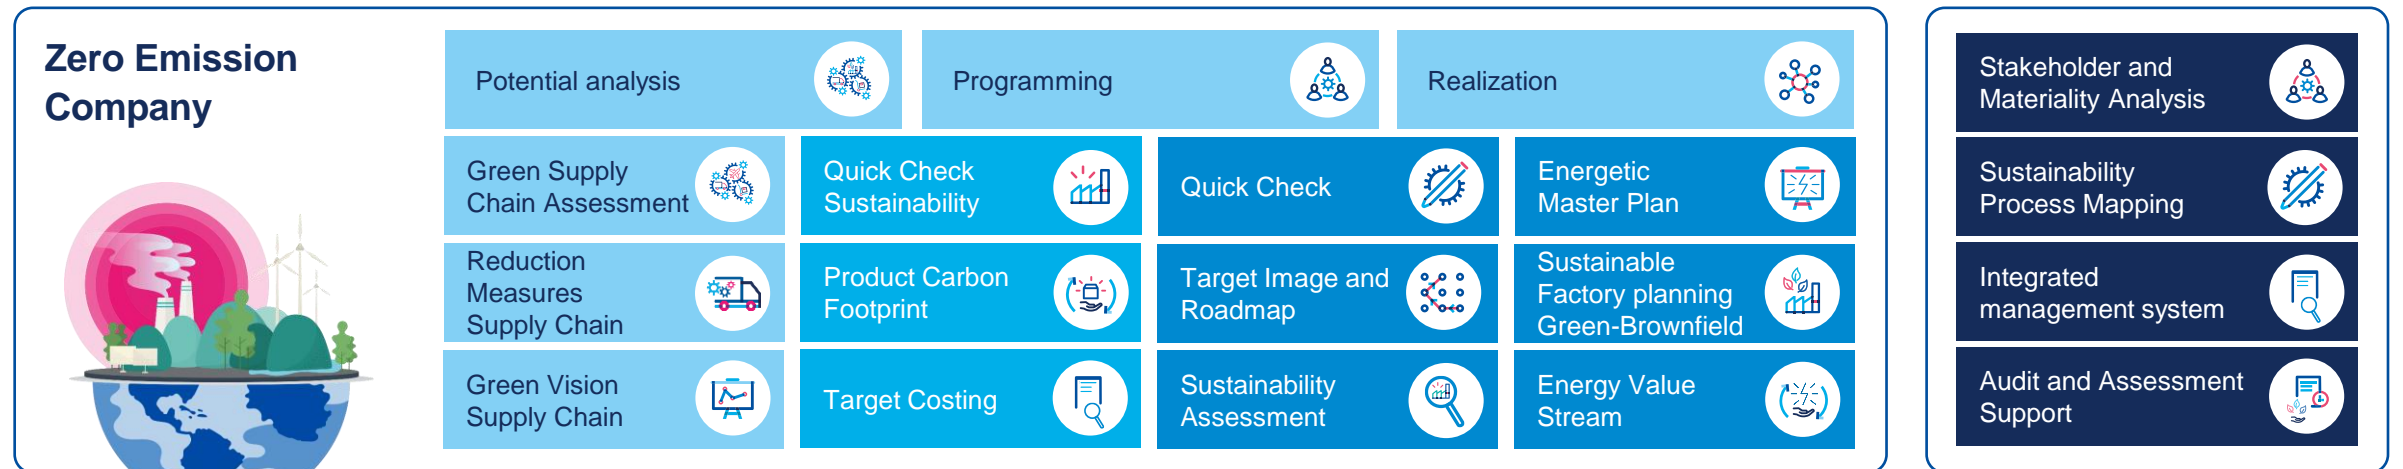 Zero Emission
Company
Potential analysis
Programming
Realization
Green Supply
Chain Assessment
Quick Check
Sustainability
Quick Check
Energetic
Master Plan
Reduction
Measures
Supply Chain
Product Carbon
Footprint
Target Image and
Roadmap
Sustainable
Factory planning
Green-Brownfield
Green Vision
Supply Chain
Target Costing
Sustainability
Assessment
Energy Value
Stream
Stakeholder and
Materiality Analysis
Sustainability
Process Mapping
Integrated
management system
Audit and Assessment
Support